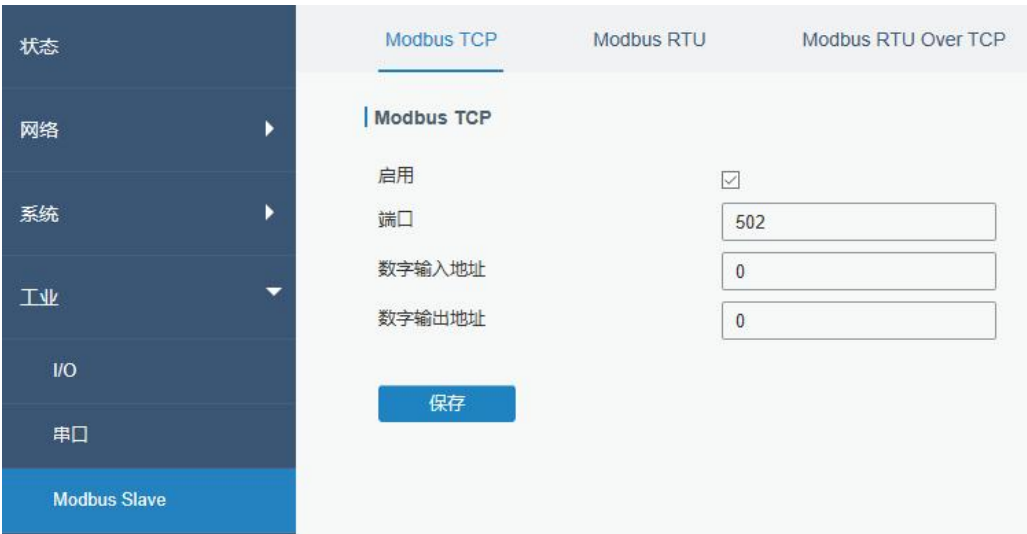 状态
网络
系统
工业
I/O
串口
Modbus Slave
Modbus TCP
Modbus RTU
Modbus RTU Over TCP
Modbus TCP
启用
端口
502
数字输入地址
0
数字输出地址
0
保存